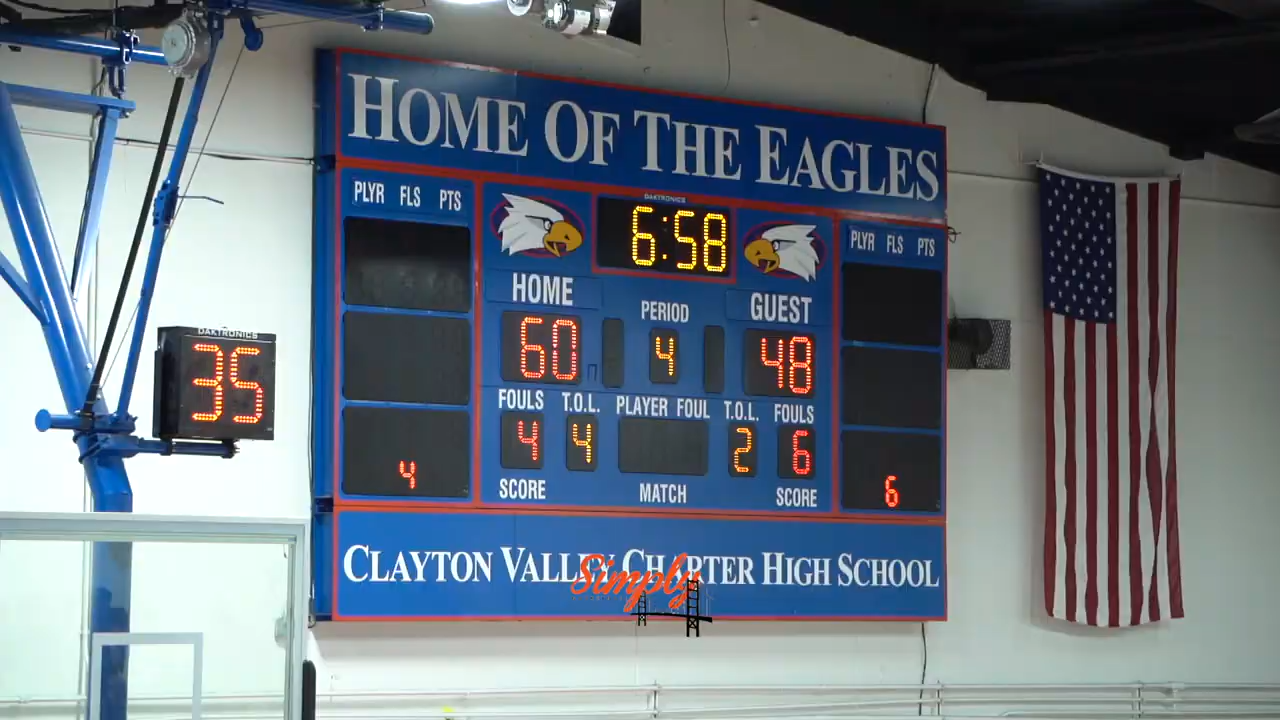 HOME OF THE EAGLES
PLYR FLS PTS
DAKTRONICS
6:58
PLYR FLS PTS
HOME
PERIOD
GUEST
60
4
48
DAKTRONICS
35
FOULS T.O.L. PLAYER FOUL T.O.L. FOULS
4 4 2 6
4
6
SCORE MATCH SCORE
CLAYTON VALLEY CHARTER HIGH SCHOOL
Simply